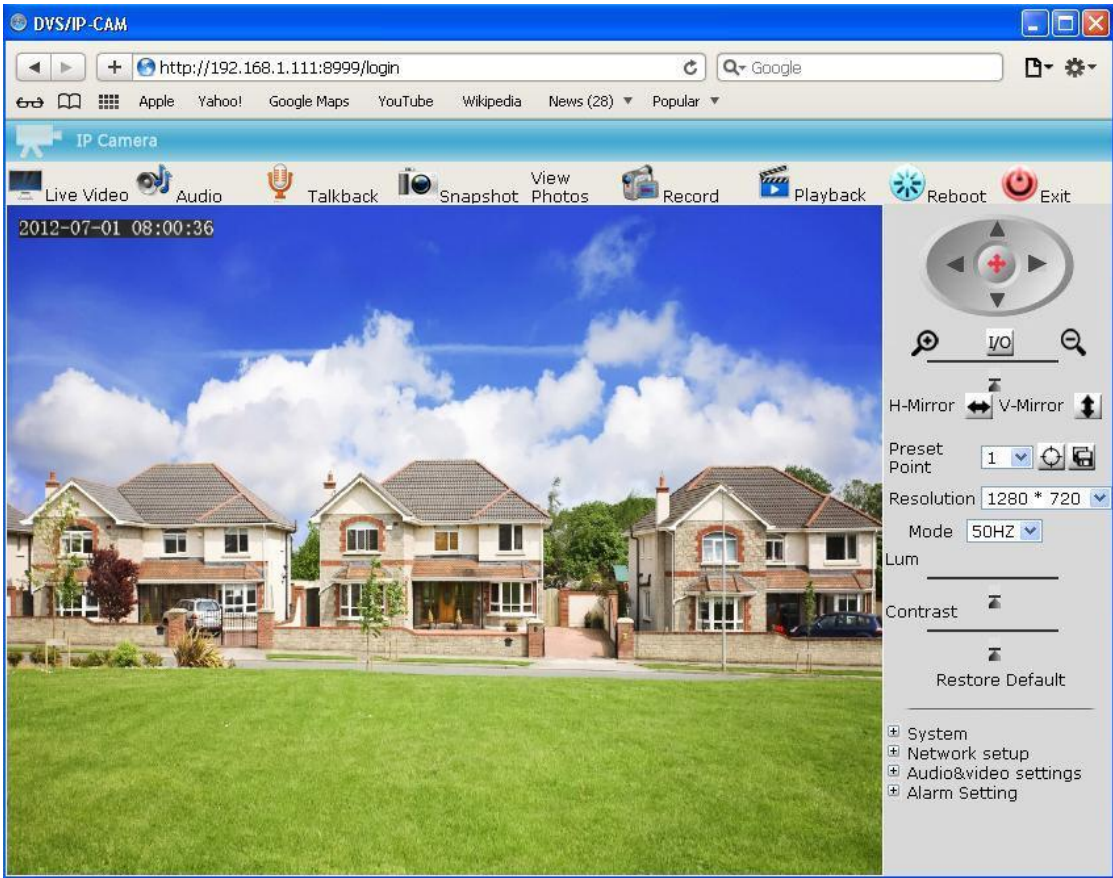 DVS/IP-CAM
http://192.168.1.111:8999/login
Google
Apple Yahoo! Google Maps YouTube Wikipedia News (28) Popular
IP Camera
Live Video Audio Talkback Snapshot View Photos Record Playback Reboot Exit
2012-07-01 08:00:36
I/O
H-Mirror V-Mirror
Preset
Point 1
Resolution 1280 * 720
Mode 50HZ
Lum
Contrast
Restore Default
System
Network setup
Audio&video settings
Alarm Setting